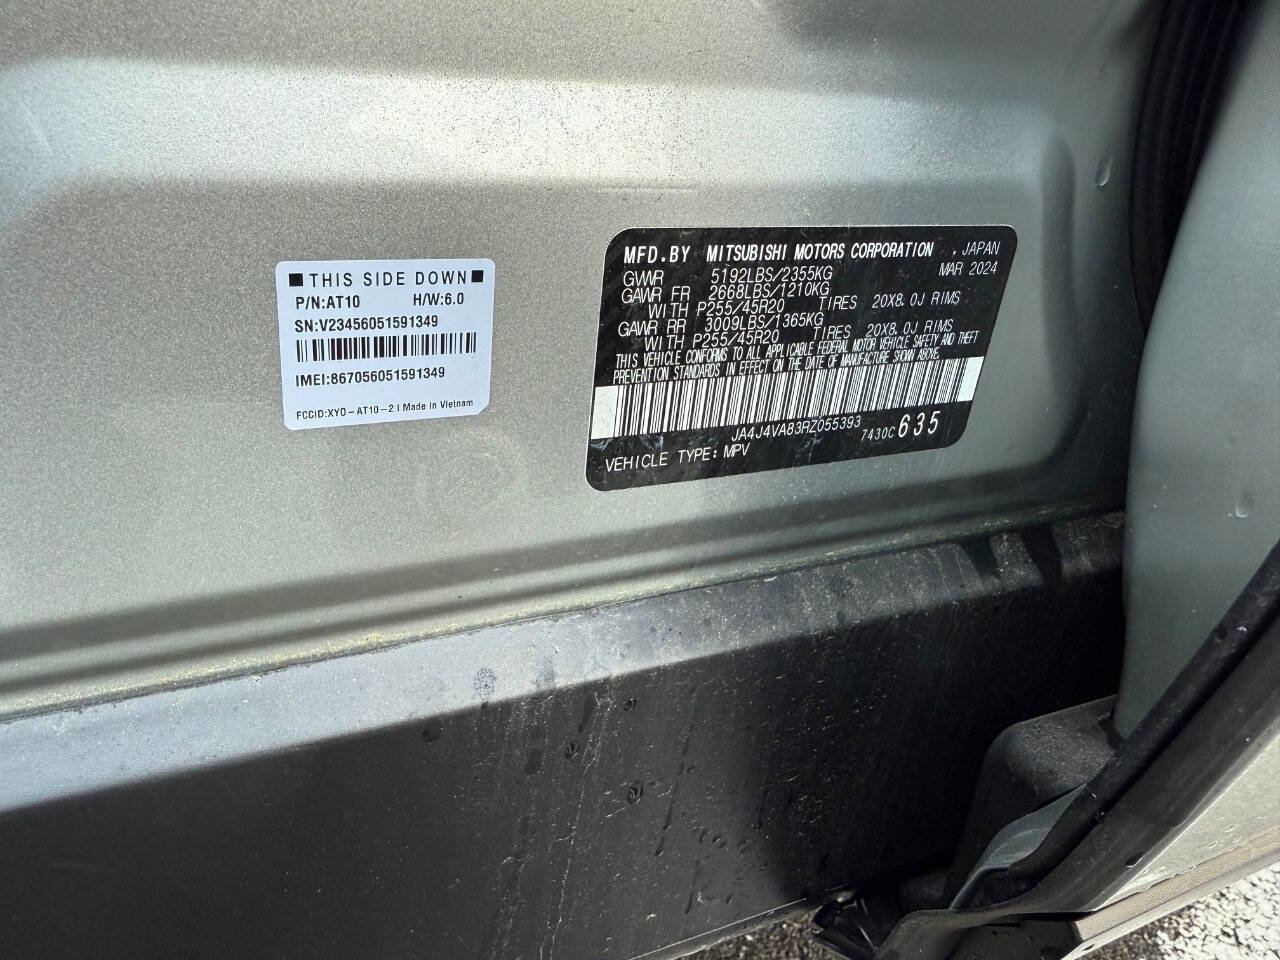 ■ THIS SIDE DOWN ■
P/N:AT10 H/W:6.0
SN:V23456051591349
IMEI:867056051591349
FCCID:XYO-AT10-2 | Made in Vietnam
MFD.BY MITSUBISHI MOTORS CORPORATION , JAPAN
GVWR 5192LBS/2355KG MAR 2024
GAWR FR 2668LBS/1210KG
WITH P255/45R20 TIRES 20X8.0J RIMS
GAWR RR 3009LBS/1365KG
WITH P255/45R20 TIRES 20X8.0J RIMS
THIS VEHICLE CONFORMS TO ALL APPLICABLE FEDERAL MOTOR VEHICLE SAFETY AND THEFT
PREVENTION STANDARDS IN EFFECT ON THE DATE OF MANUFACTURE SHOWN ABOVE.
JA4J4VA83RZ055393
7430C 635
VEHICLE TYPE: MPV